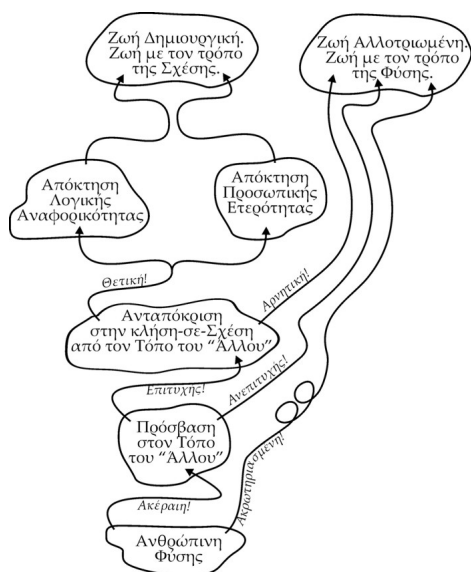 Ζωή Δημιουργική.
Ζωή με τον τρόπο
της Σχέσης.
Ζωή Αλλοτριωμένη.
Ζωή με τον τρόπο
της Φύσης.
Απόκτηση
Λογικής
Αναφορικότητας
Απόκτηση
Προσωπικής
Ετερότητας
Θετική!
Αρνητική!
Ανταπόκριση
στην κλήση-σε-Σχέση
από τον Τόπο του "Άλλου"
Επιτυχής!
Ανεπιτυχής!
Πρόσβαση
στον Τόπο
του "Άλλου"
Ακέραιη!
Ακρωτηριασμενη!
Ανθρώπινη
Φύσης